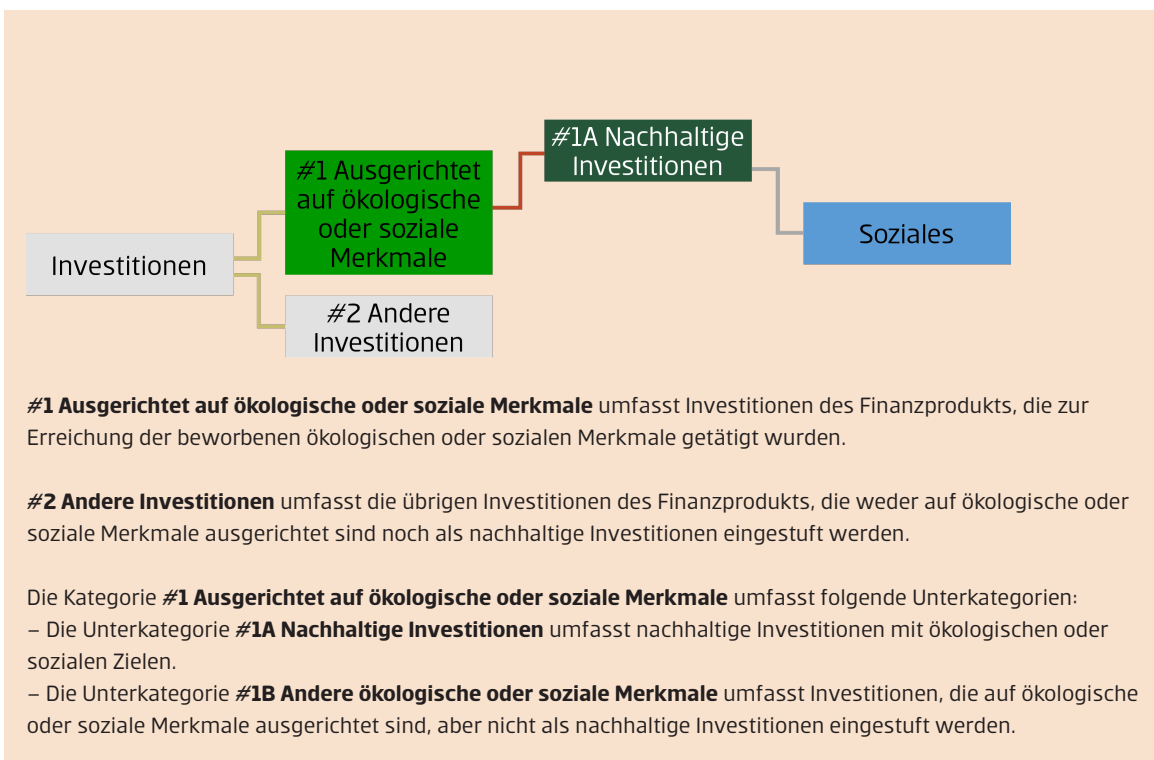 #1A Nachhaltige
Investitionen
#1 Ausgerichtet
auf ökologische
oder soziale
Merkmale
Soziales
Investitionen
#2 Andere
Investitionen
#1 Ausgerichtet auf ökologische oder soziale Merkmale umfasst Investitionen des Finanzprodukts, die zur
Erreichung der beworbenen ökologischen oder sozialen Merkmale getätigt wurden.
#2 Andere Investitionen umfasst die übrigen Investitionen des Finanzprodukts, die weder auf ökologische oder
soziale Merkmale ausgerichtet sind noch als nachhaltige Investitionen eingestuft werden.
Die Kategorie #1 Ausgerichtet auf ökologische oder soziale Merkmale umfasst folgende Unterkategorien:
– Die Unterkategorie #1A Nachhaltige Investitionen umfasst nachhaltige Investitionen mit ökologischen oder
sozialen Zielen.
– Die Unterkategorie #1B Andere ökologische oder soziale Merkmale umfasst Investitionen, die auf ökologische
oder soziale Merkmale ausgerichtet sind, aber nicht als nachhaltige Investitionen eingestuft werden.